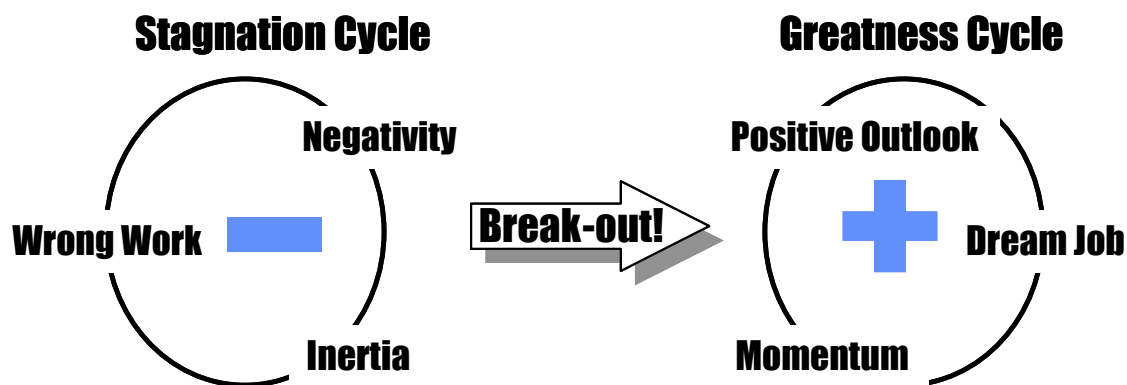 Stagnation Cycle
Greatness Cycle
Negativity
Positive Outlook
Wrong Work
Break-out!
Dream Job
Inertia
Momentum